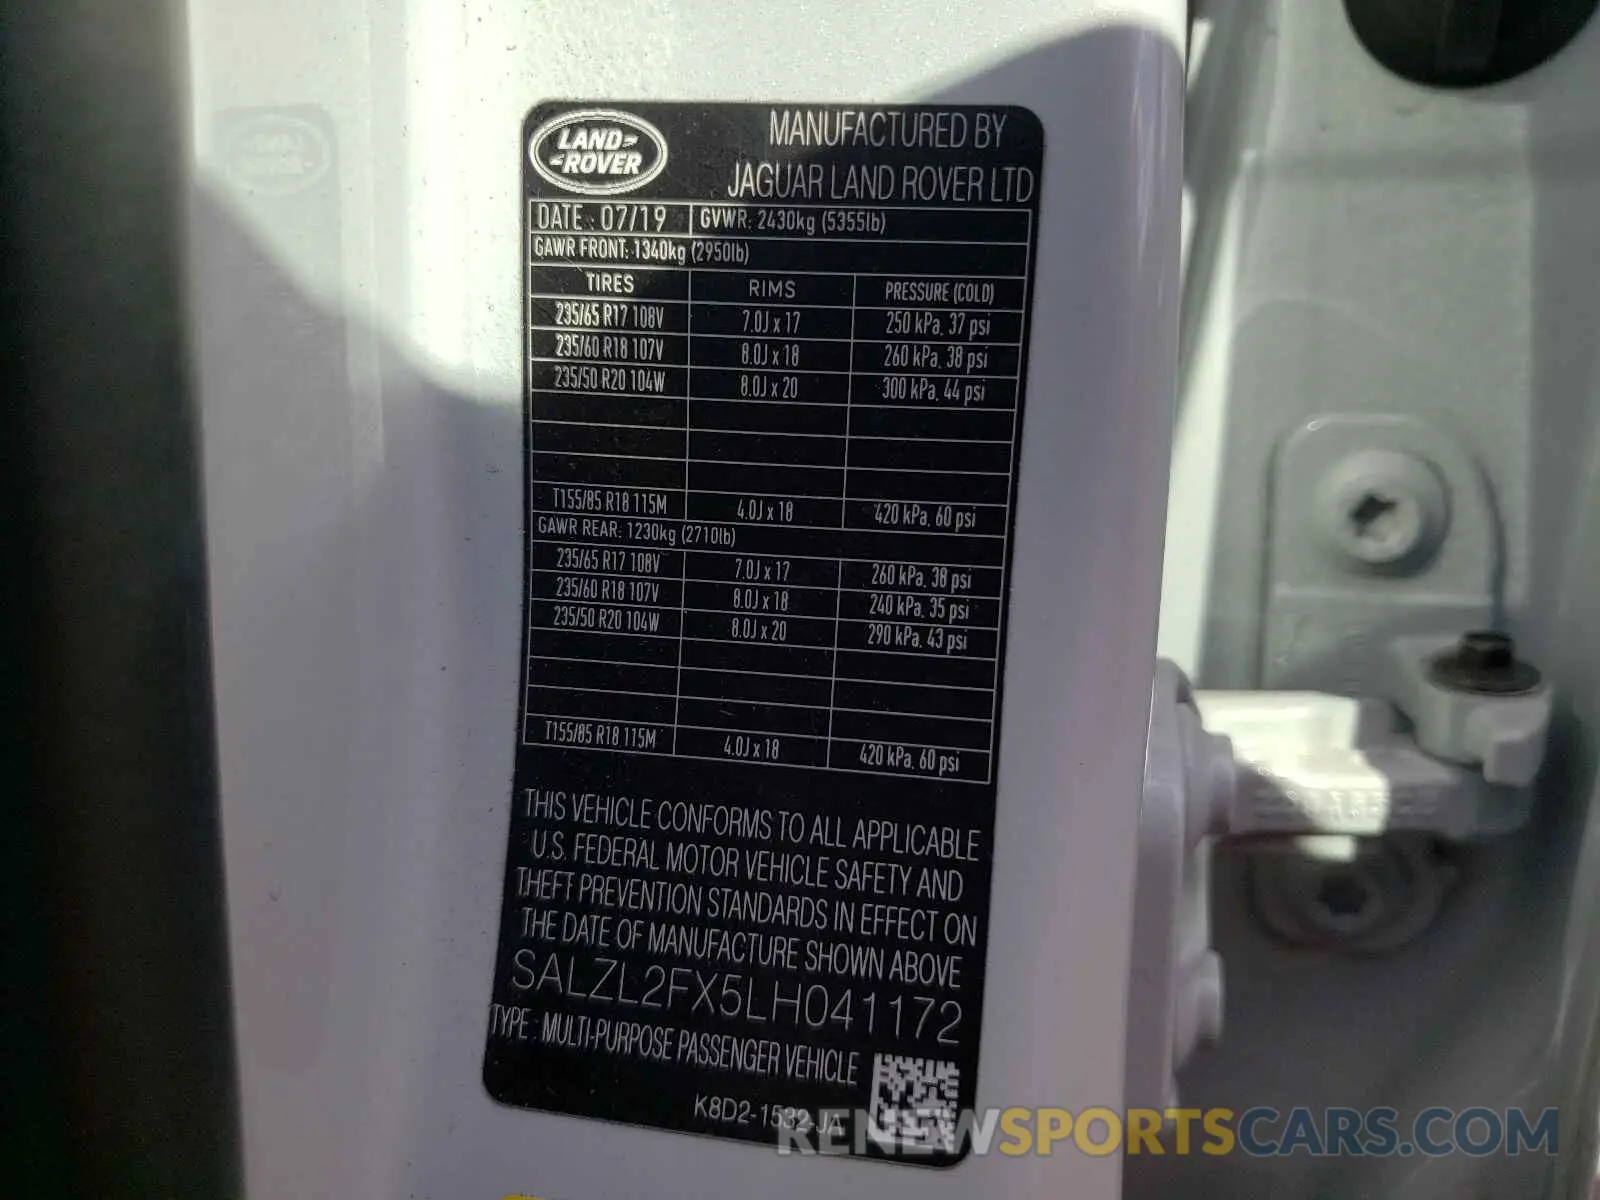 LAND-
-ROVER
MANUFACTURED BY
JAGUAR LAND ROVER LTD
DATE : 07/19 GVWR: 2430kg (5355lb)
GAWR FRONT: 1340kg (2950lb)
TIRES RIMS PRESSURE (COLD)
235/65 R17 108V 7.0J x 17 250 kPa, 37 psi
235/60 R18 107V 8.0J x 18 260 kPa, 38 psi
235/50 R20 104W 8.0J x 20 300 kPa, 44 psi
T155/85 R18 115M 4.0J x 18 420 kPa, 60 psi
GAWR REAR: 1230kg (2710lb)
235/65 R17 108V 7.0J x 17 260 kPa, 38 psi
235/60 R18 107V 8.0J x 18 240 kPa, 35 psi
235/50 R20 104W 8.0J x 20 290 kPa, 43 psi
T155/85 R18 115M 4.0J x 18 420 kPa, 60 psi
THIS VEHICLE CONFORMS TO ALL APPLICABLE
U.S. FEDERAL MOTOR VEHICLE SAFETY AND
THEFT PREVENTION STANDARDS IN EFFECT ON
THE DATE OF MANUFACTURE SHOWN ABOVE
SALZL2FX5LH041172
TYPE : MULTI-PURPOSE PASSENGER VEHICLE
K8D2-1532-JA
RENEWSPORTSCARS.COM